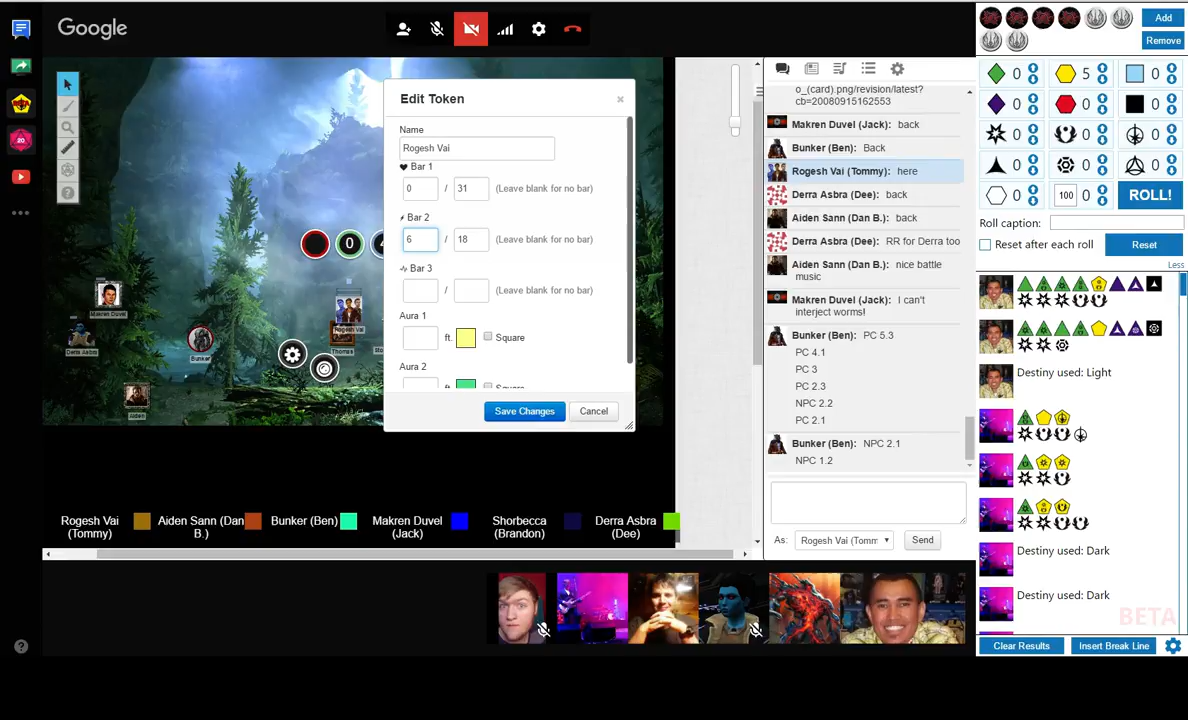 Google
Edit Token
×
Name
Rogesh Vai
Bar 1
0 / 31 (Leave blank for no bar)
Bar 2
6 / 18 (Leave blank for no bar)
Bar 3
/ (Leave blank for no bar)
Aura 1
ft. Square
Aura 2
Square
Save Changes Cancel
0
Makren Duvel
Derra Asbra
Bunker
Rogesh Vai
Thomas
Aiden
Rogesh Vai
(Tommy)
Aiden Sann (Dan
B.)
Bunker (Ben)
Makren Duvel
(Jack)
Shorbecca
(Brandon)
Derra Asbra
(Dee)
o_(card).png/revision/latest?
cb=20080915162553
Makren Duvel (Jack): back
Bunker (Ben): Back
Rogesh Vai (Tommy): here
Derra Asbra (Dee): back
Aiden Sann (Dan B.): back
Derra Asbra (Dee): RR for Derra too
Aiden Sann (Dan B.): nice battle
music
Makren Duvel (Jack): I can't
interject worms!
Bunker (Ben): PC 5.3
PC 4.1
PC 3
PC 2.3
NPC 2.2
PC 2.1
Bunker (Ben): NPC 2.1
NPC 1.2
As: Rogesh Vai (Tomm Send
Add
Remove
0 5 0
0 0 0
0 0 0
0 0 0
0 100 0 ROLL!
Roll caption:
Reset after each roll Reset
Less
Destiny used: Light
Destiny used: Dark
Destiny used: Dark
BETA
Clear Results Insert Break Line